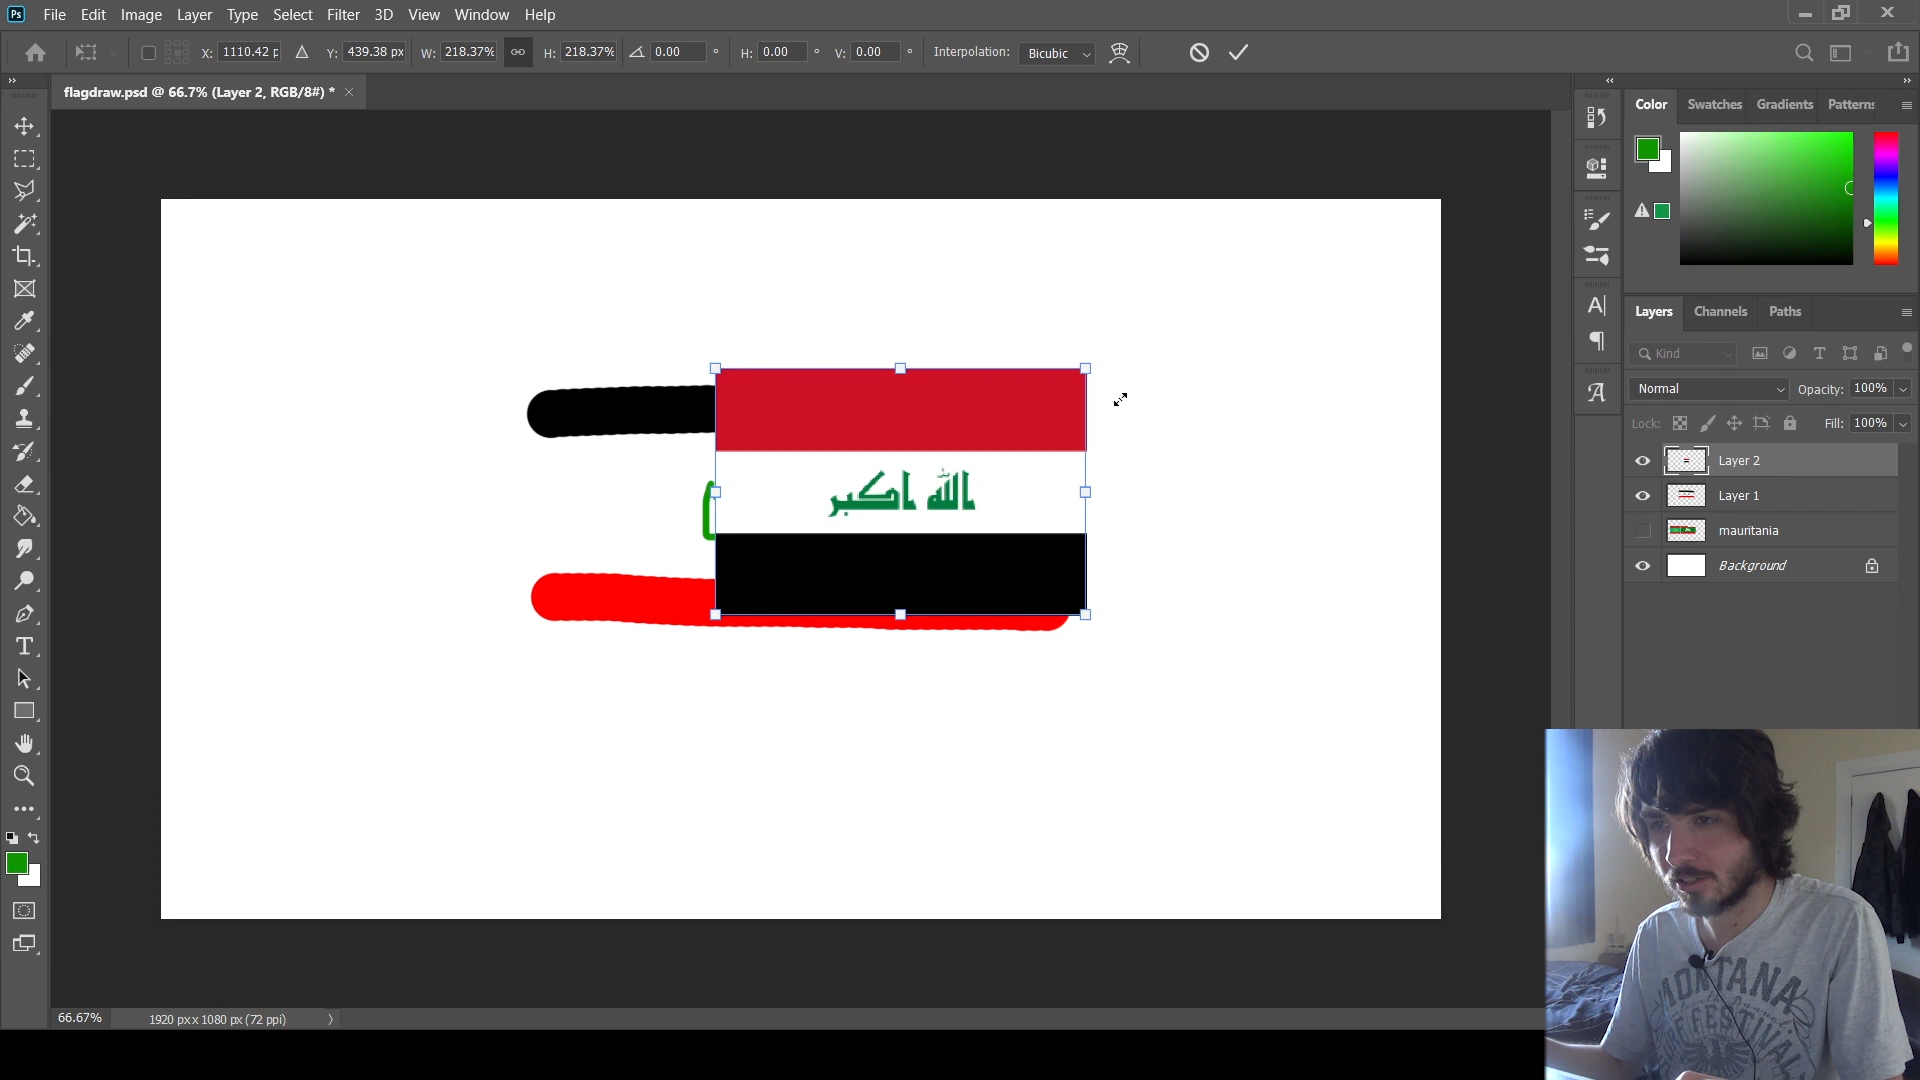 Ps File Edit Image Layer Type Select Filter 3D View Window Help
X: 1110.42 p Y: 439.38 px W: 218.37% H: 218.37% 0.00 ° H: 0.00 ° V: 0.00 ° Interpolation: Bicubic
flagdraw.psd @ 66.7% (Layer 2, RGB/8#) * ×
Color Swatches Gradients Patterns
Layers Channels Paths
Kind
Normal Opacity: 100%
Lock: Fill: 100%
Layer 2
Layer 1
mauritania
Background
الله اكبر
66.67% 1920 px x 1080 px (72 ppi)
MONTANA